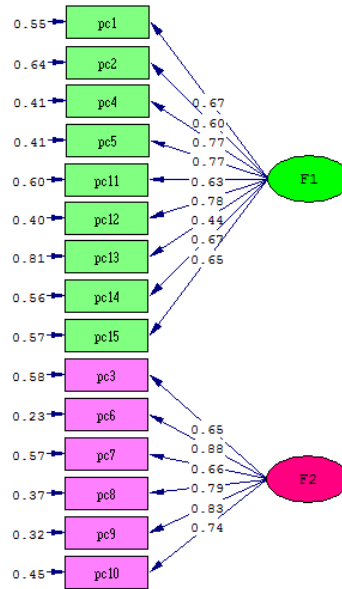 0.55 pc1
0.64 pc2
0.41 pc4
0.41 pc5
0.60 pc11
0.40 pc12
0.81 pc13
0.56 pc14
0.57 pc15
0.67
0.60
0.77
0.77
0.63
0.78
0.44
0.67
0.65
F1
0.58 pc3
0.23 pc6
0.57 pc7
0.37 pc8
0.32 pc9
0.45 pc10
0.65
0.88
0.66
0.79
0.83
0.74
F2